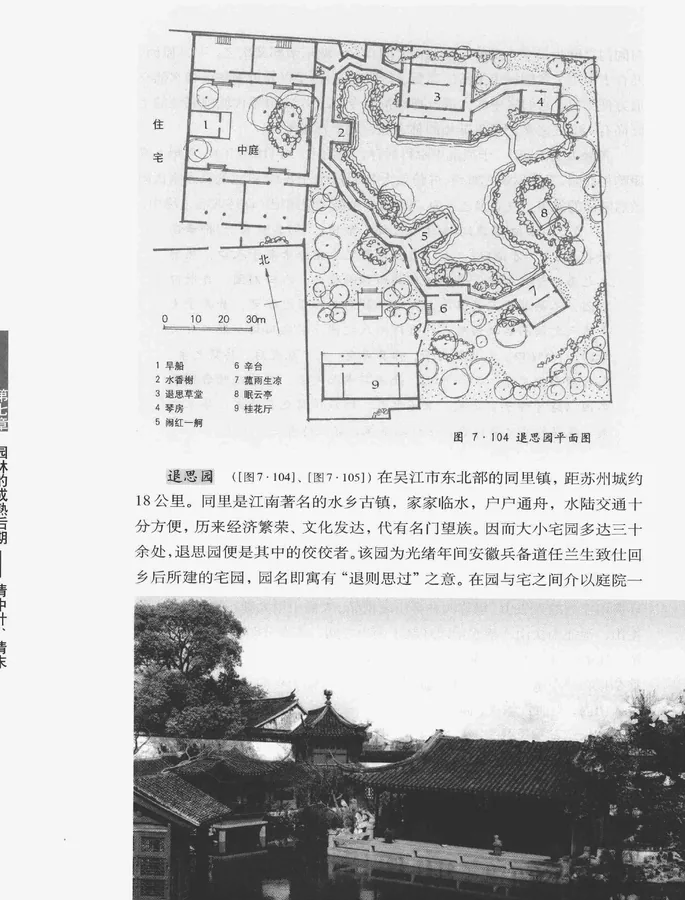 住宅
中庭
1
2
3
4
5
6
7
8
9
北
0 10 20 30m
1 旱船
2 水香榭
3 退思草堂
4 琴房
5 闹红一舸
6 辛台
7 菰雨生凉
8 眠云亭
9 桂花厅
图 7·104 退思园平面图
退思园 （[图7·104]、[图7·105]）在吴江市东北部的同里镇，距苏州城约
18公里。同里是江南著名的水乡古镇，家家临水，户户通舟，水陆交通十
分方便，历来经济繁荣、文化发达，代有名门望族。因而大小宅园多达三十
余处，退思园便是其中的佼佼者。该园为光绪年间安徽兵备道任兰生致仕回
乡后所建的宅园，园名即寓有“退则思过”之意。在园与宅之间介以庭院一
第七章
园林的成熟后期
清中叶、清末